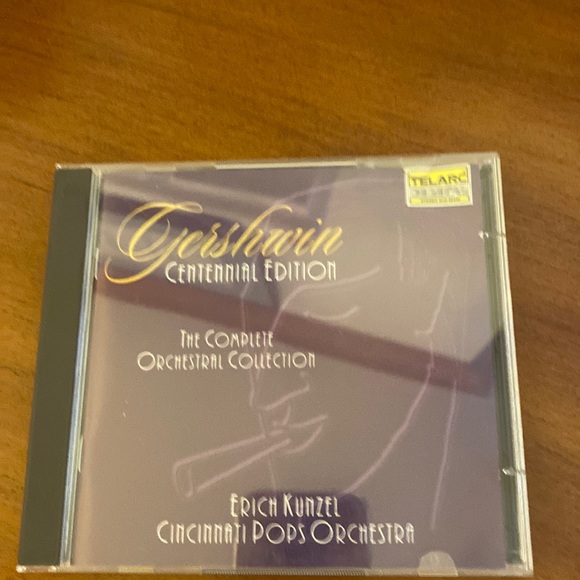 TELARC
Gershwin
CENTENNIAL EDITION
THE COMPLETE
ORCHESTRAL COLLECTION
ERICH KUNZEL
CINCINNATI POPS ORCHESTRA